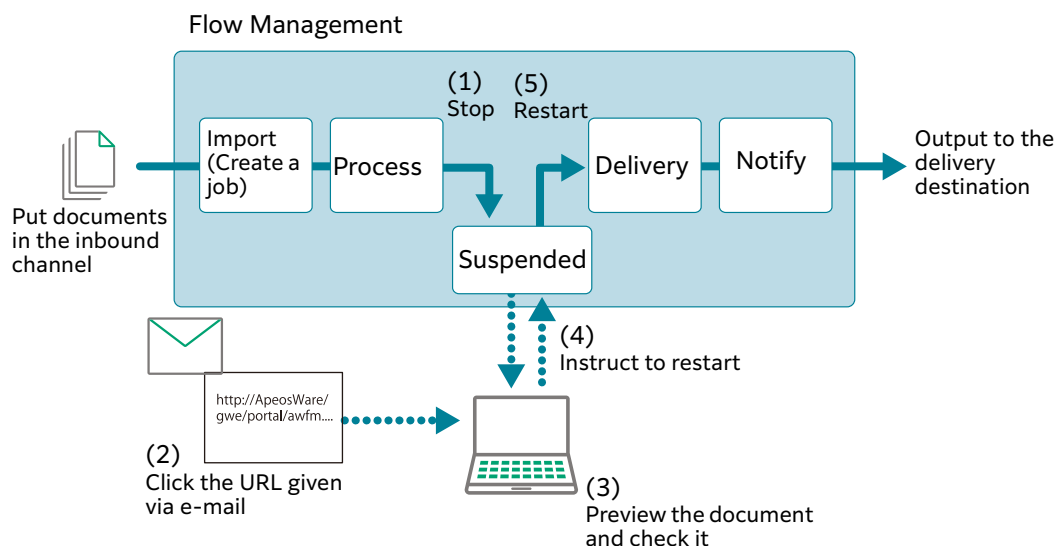 Flow Management
(1)
Stop
(5)
Restart
Import
(Create a
job)
Process
Delivery
Notify
Output to the
delivery
destination
Put documents
in the inbound
channel
Suspended
(4)
Instruct to restart
http://ApeosWare/
gwe/portal/awfm....
(2)
Click the URL given
via e-mail
(3)
Preview the document
and check it